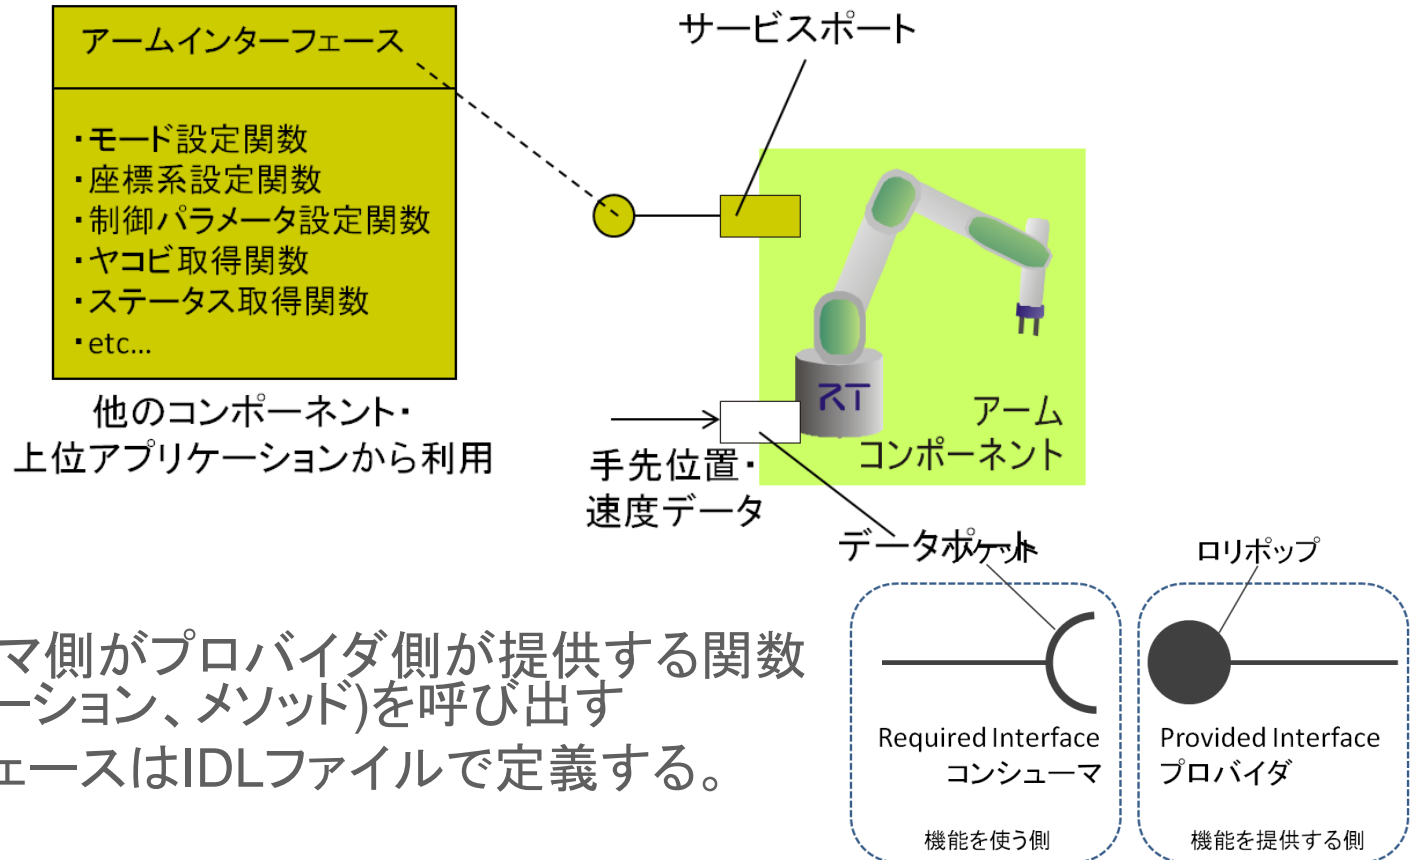 アームインターフェース
・モード設定関数
・座標系設定関数
・制御パラメータ設定関数
・ヤコビ取得関数
・ステータス取得関数
・etc…
他のコンポーネント・
上位アプリケーションから利用
サービスポート
RT
アーム
コンポーネント
手先位置・
速度データ
データポート
ソケット
ロリポップ
マ側がプロバイダ側が提供する関数
ーション、メソッド)を呼び出す
ェースはIDLファイルで定義する。
Required Interface
コンシューマ
機能を使う側
Provided Interface
プロバイダ
機能を提供する側